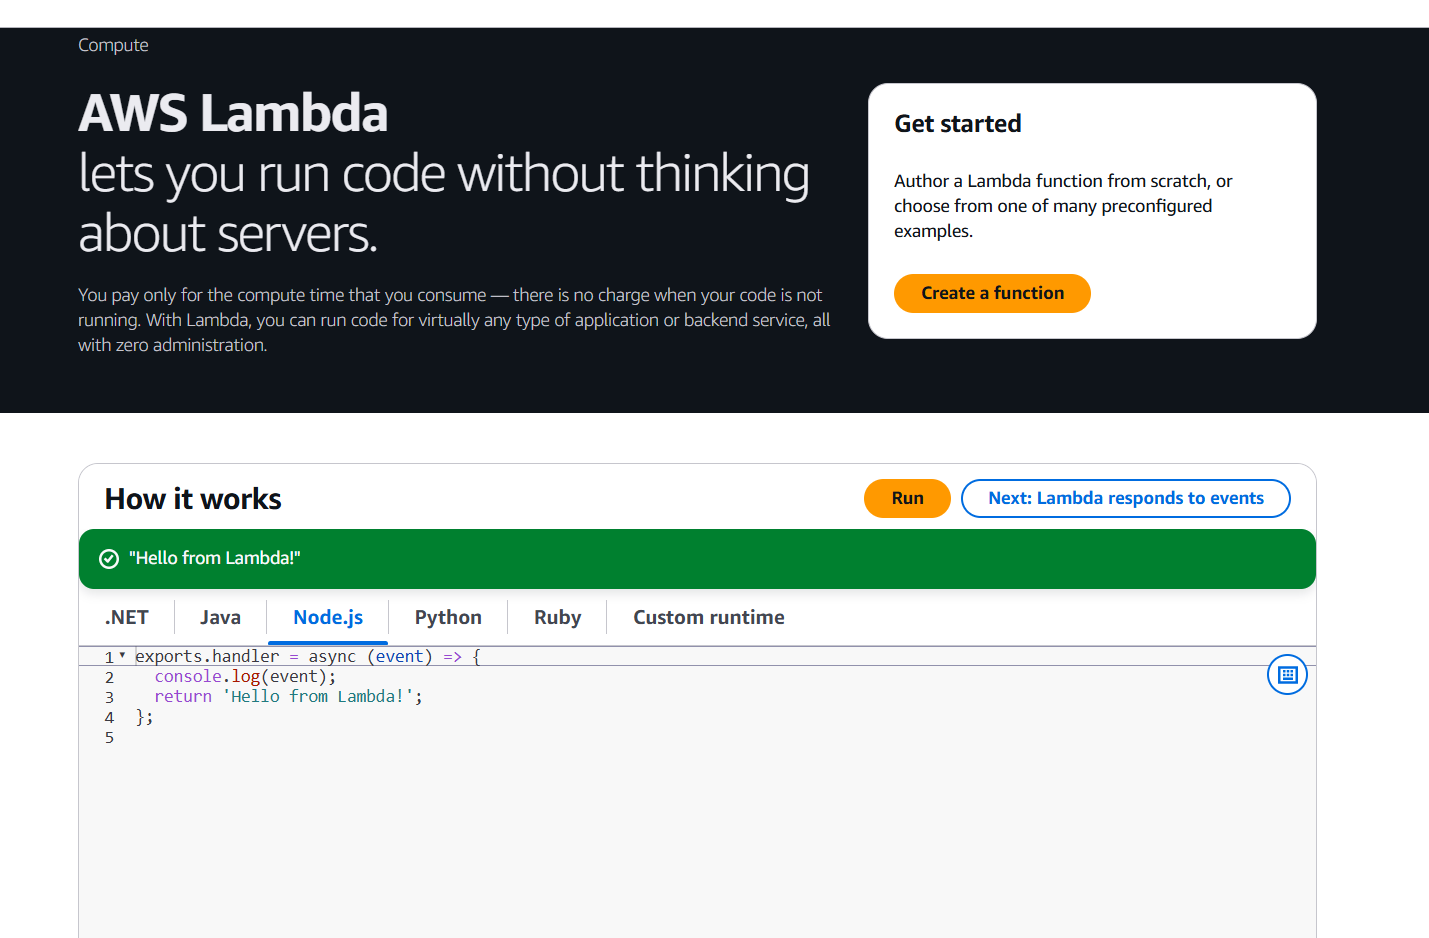 Compute
AWS Lambda
lets you run code without thinking
about servers.
You pay only for the compute time that you consume — there is no charge when your code is not
running. With Lambda, you can run code for virtually any type of application or backend service, all
with zero administration.
Get started
Author a Lambda function from scratch, or
choose from one of many preconfigured
examples.
Create a function
How it works
Run
Next: Lambda responds to events
"Hello from Lambda!"
.NET
Java
Node.js
Python
Ruby
Custom runtime
1 exports.handler = async (event) => {
2   console.log(event);
3   return 'Hello from Lambda!';
4 };
5